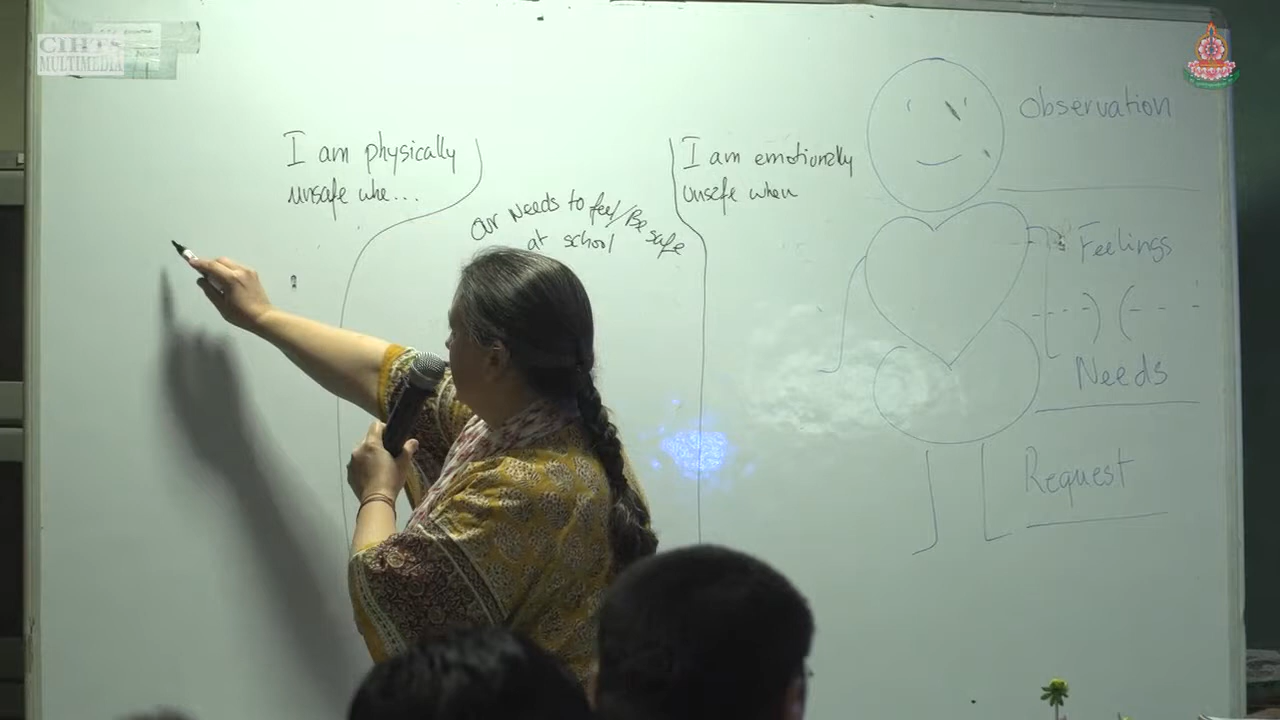 CIHTS
MULTIMEDIA
I am physically
unsafe whe...
Our Needs to feel/Be safe
at school
I am emotionally
Unsafe when
Observation
Feelings
Needs
Request